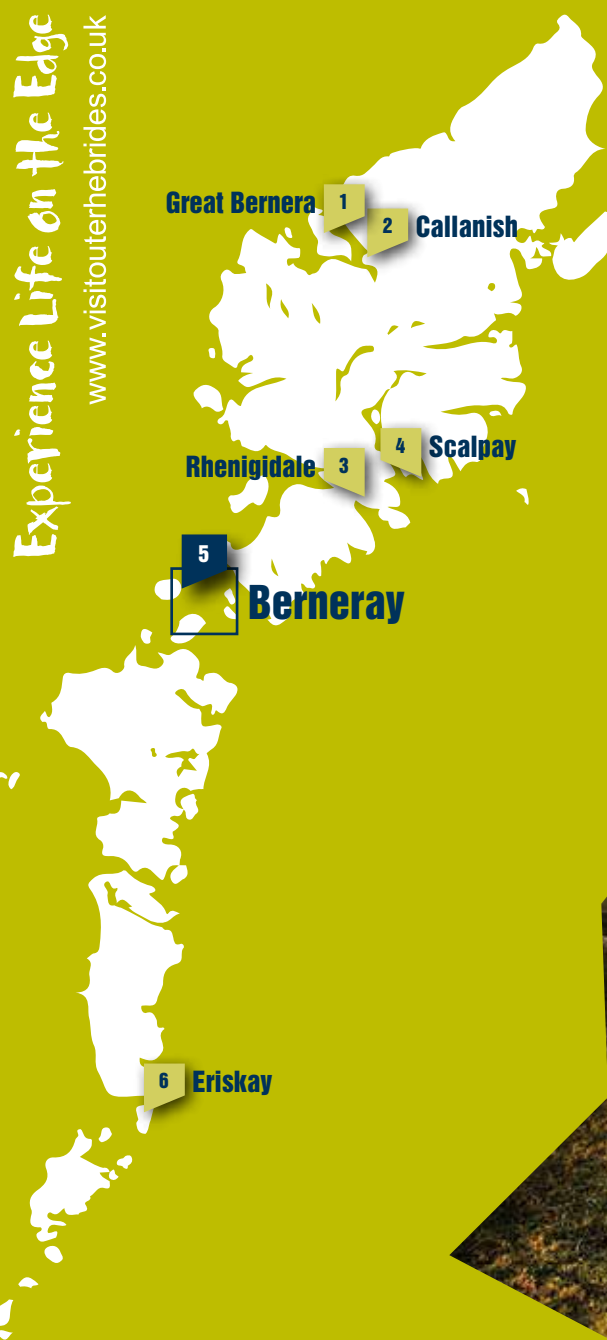 Experience Life on the Edge
www.visitouterhebrides.co.uk
Great Bernera 1
2 Callanish
4 Scalpay
Rhenigidale 3
5
Berneray
6 Eriskay